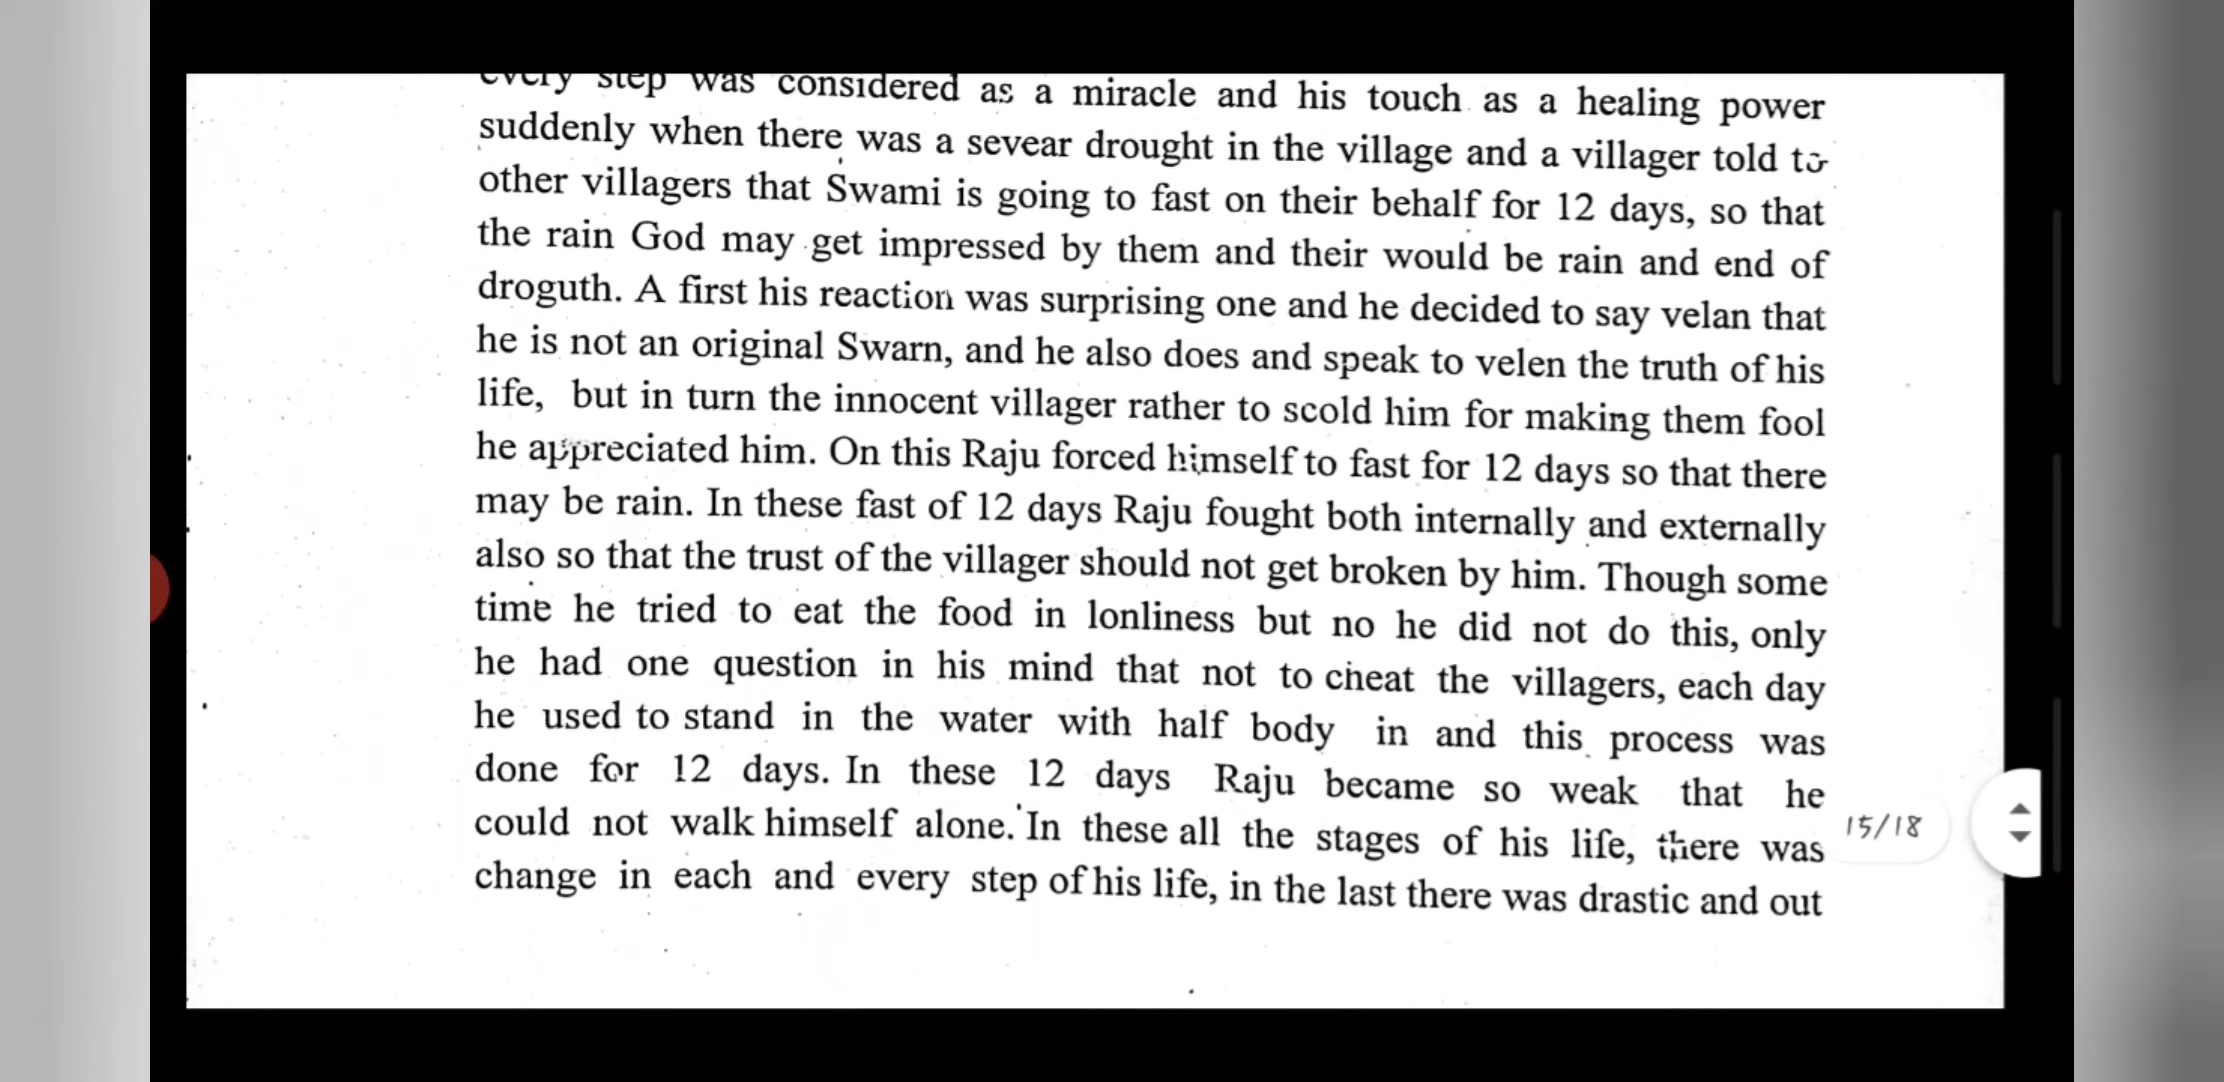 every step was considered as a miracle and his touch as a healing power
suddenly when there was a sevear drought in the village and a villager told to
other villagers that Swami is going to fast on their behalf for 12 days, so that
the rain God may get impressed by them and their would be rain and end of
droguth. A first his reaction was surprising one and he decided to say velan that
he is not an original Swarn, and he also does and speak to velen the truth of his
life, but in turn the innocent villager rather to scold him for making them fool
he appreciated him. On this Raju forced himself to fast for 12 days so that there
may be rain. In these fast of 12 days Raju fought both internally and externally
also so that the trust of the villager should not get broken by him. Though some
time he tried to eat the food in lonliness but no he did not do this, only
he had one question in his mind that not to cheat the villagers, each day
he used to stand in the water with half body in and this process was
done for 12 days. In these 12 days Raju became so weak that he
could not walk himself alone. In these all the stages of his life, there was
change in each and every step of his life, in the last there was drastic and out
15/18